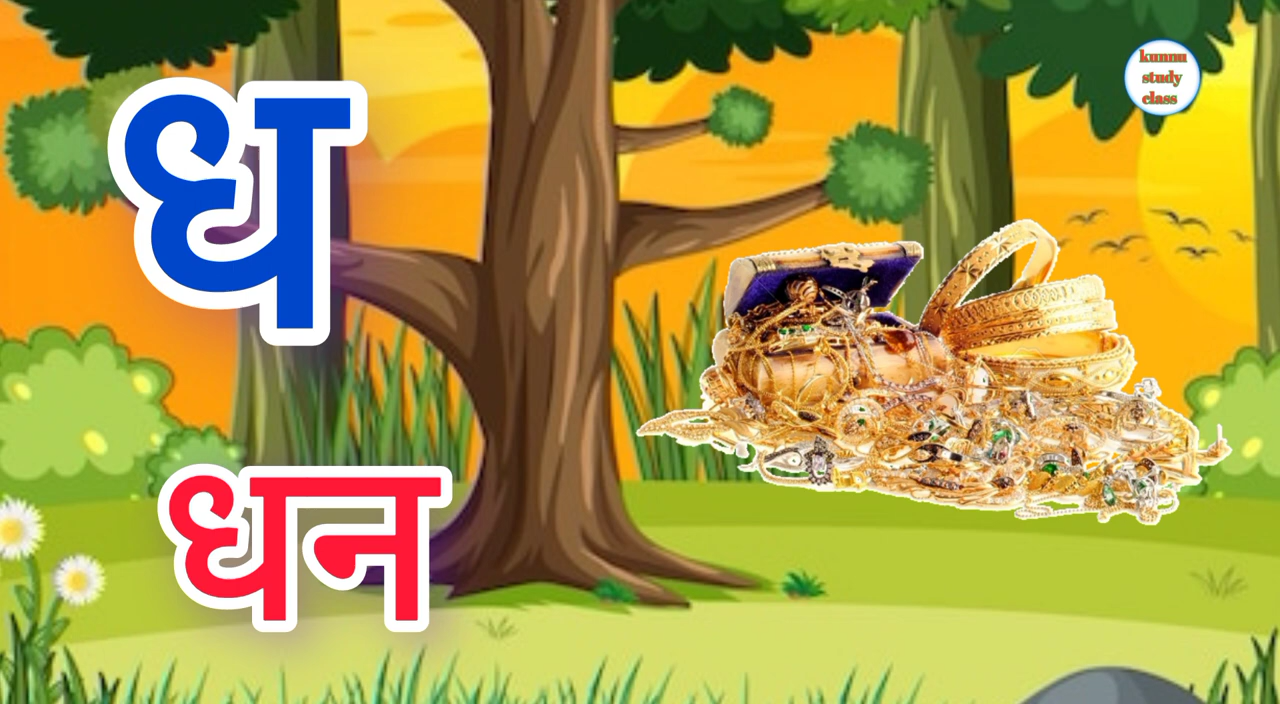 ध
धन
kunnu
study
class